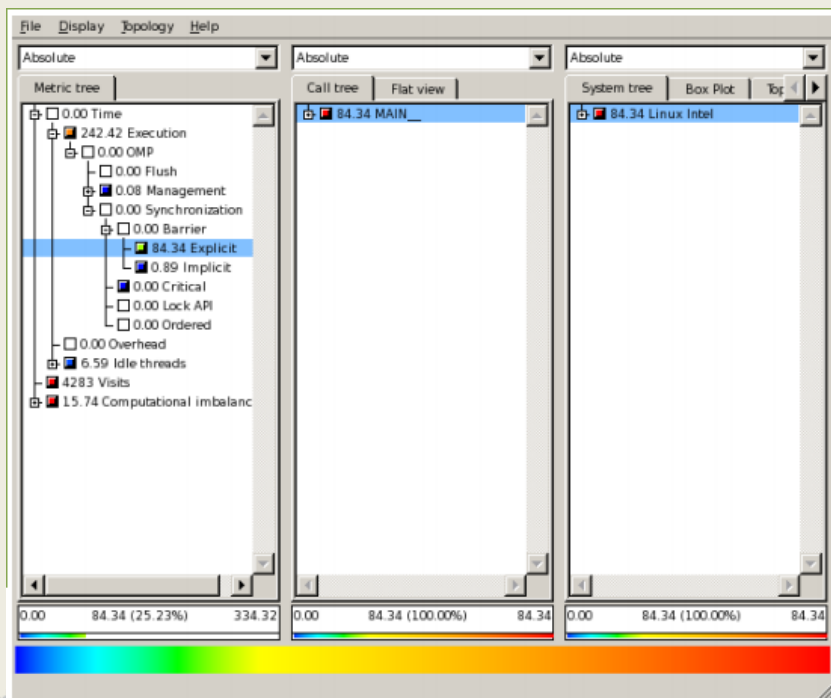 File Display Topology Help
Absolute
Absolute
Absolute
Metric tree
Call tree Flat view
System tree Box Plot Top
0.00 Time
242.42 Execution
0.00 OMP
0.00 Flush
0.08 Management
0.00 Synchronization
0.00 Barrier
84.34 Explicit
0.89 Implicit
0.00 Critical
0.00 Lock API
0.00 Ordered
0.00 Overhead
6.59 Idle threads
4283 Visits
15.74 Computational imbalanc
84.34 MAIN__
84.34 Linux Intel
0.00 84.34 (25.23%) 334.32
0.00 84.34 (100.00%) 84.34
0.00 84.34 (100.00%) 84.34